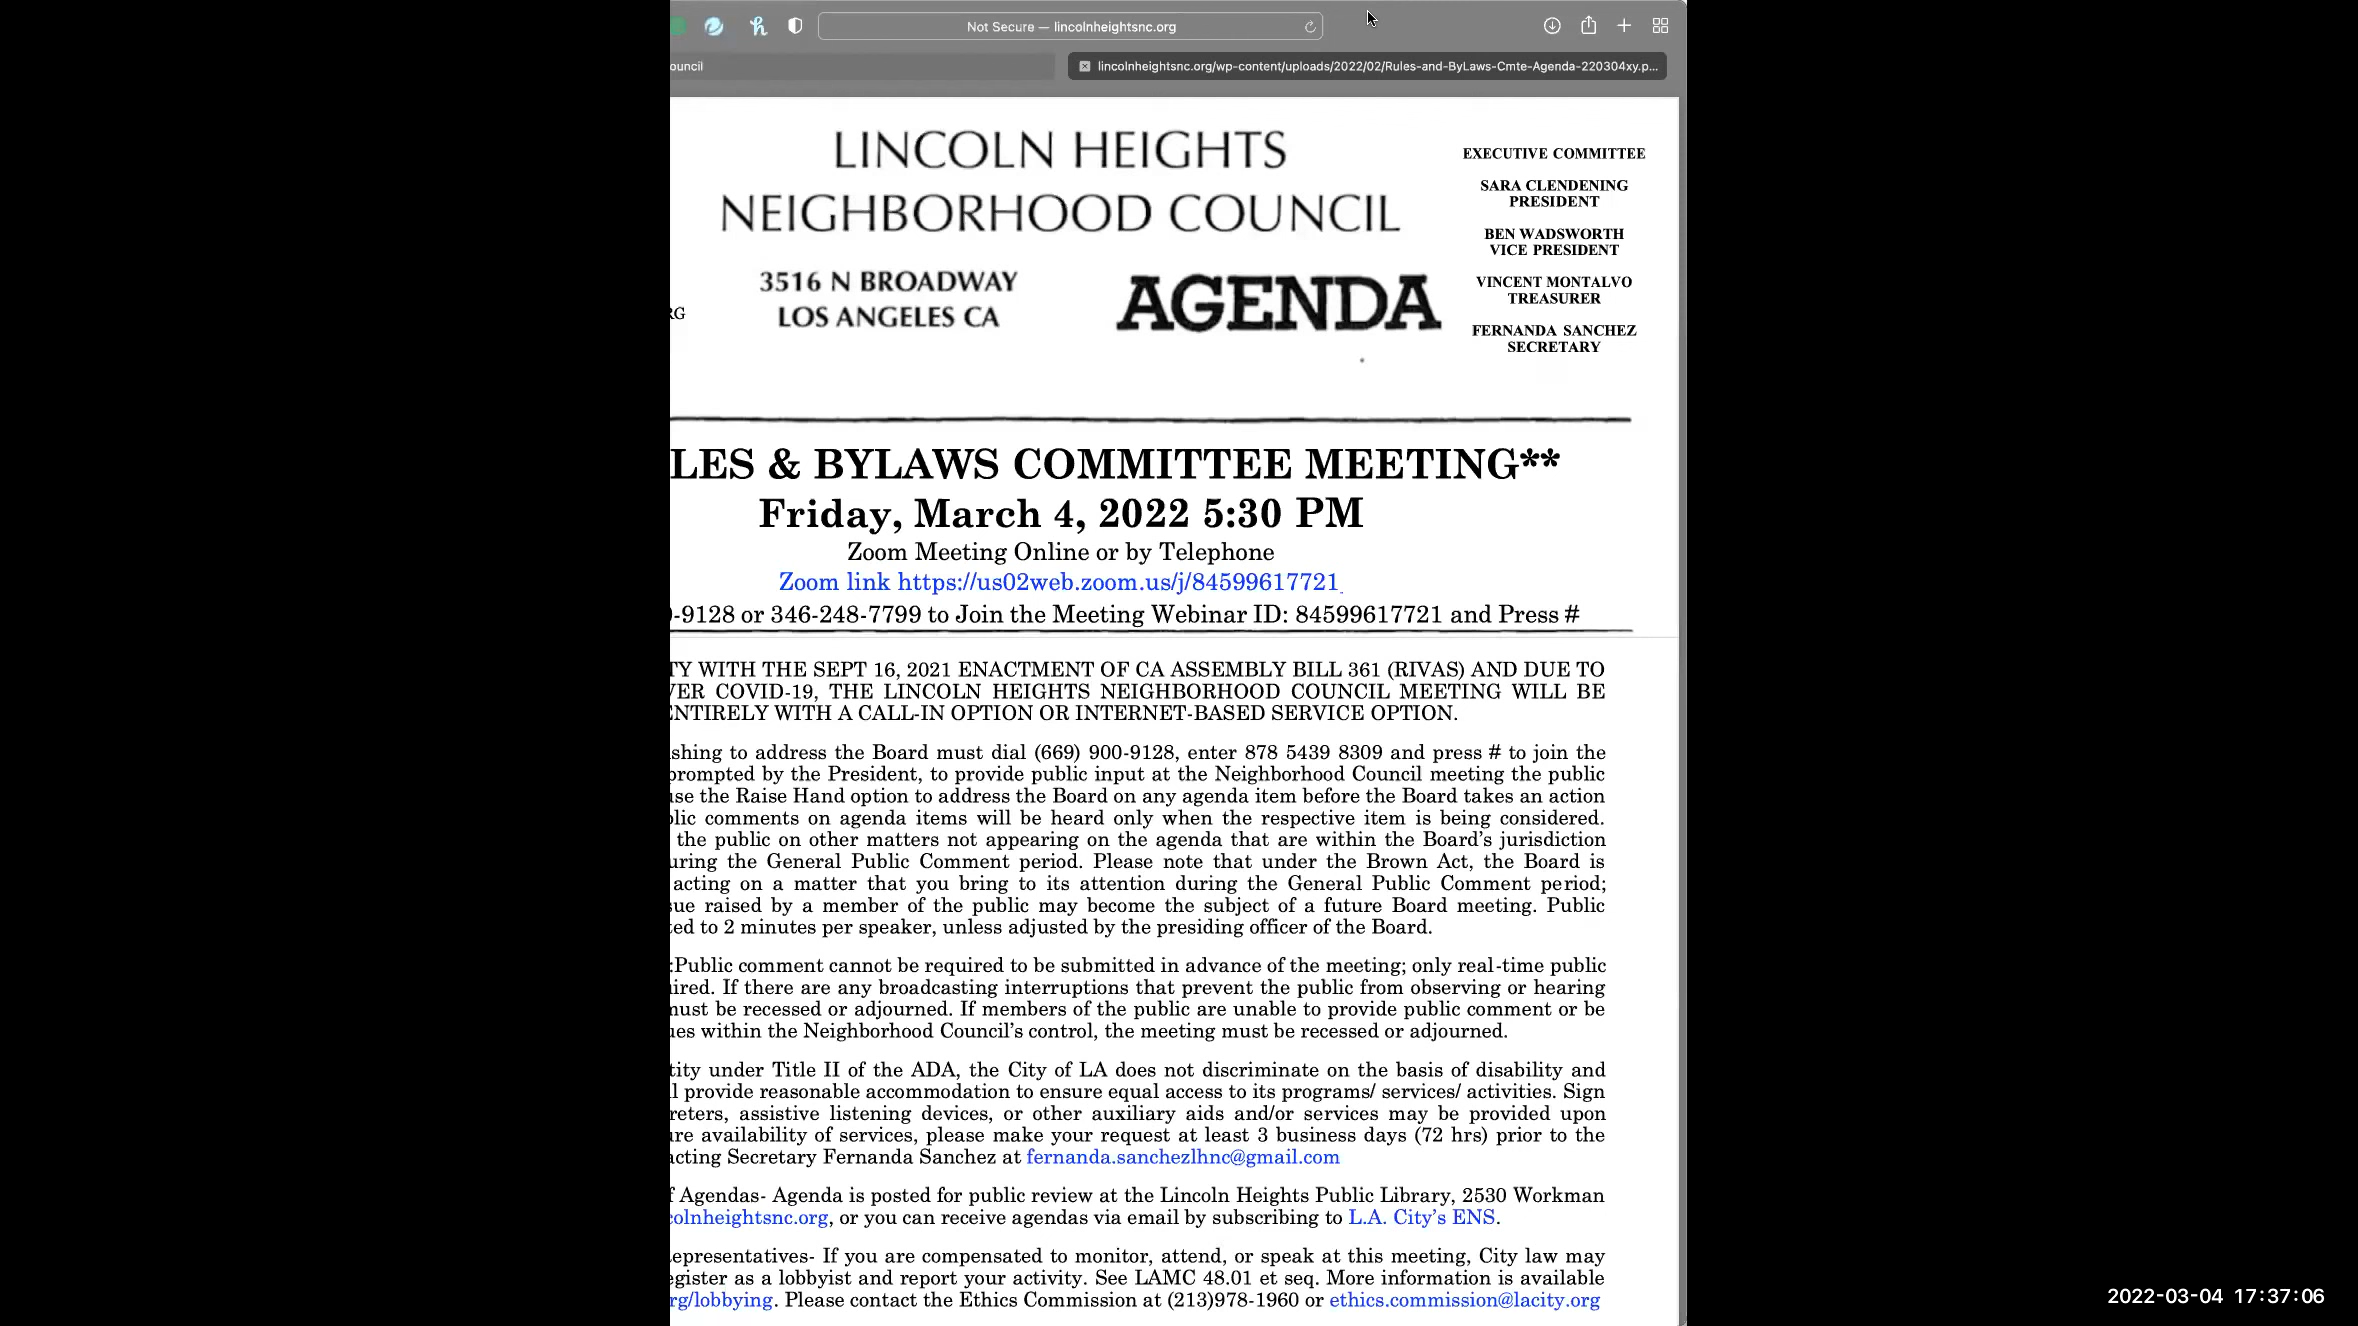 Not Secure — lincolnheightsnc.org
ouncil
lincolnheightsnc.org/wp-content/uploads/2022/02/Rules-and-ByLaws-Cmte-Agenda-220304xy.p...
LINCOLN HEIGHTS
NEIGHBORHOOD COUNCIL
3516 N BROADWAY
LOS ANGELES CA
AGENDA
RG
EXECUTIVE COMMITTEE
SARA CLENDENING
PRESIDENT
BEN WADSWORTH
VICE PRESIDENT
VINCENT MONTALVO
TREASURER
FERNANDA SANCHEZ
SECRETARY
LES & BYLAWS COMMITTEE MEETING**
Friday, March 4, 2022 5:30 PM
Zoom Meeting Online or by Telephone
Zoom link https://us02web.zoom.us/j/84599617721
-9128 or 346-248-7799 to Join the Meeting Webinar ID: 84599617721 and Press #
TY WITH THE SEPT 16, 2021 ENACTMENT OF CA ASSEMBLY BILL 361 (RIVAS) AND DUE TO
VER COVID-19, THE LINCOLN HEIGHTS NEIGHBORHOOD COUNCIL MEETING WILL BE
ENTIRELY WITH A CALL-IN OPTION OR INTERNET-BASED SERVICE OPTION.
shing to address the Board must dial (669) 900-9128, enter 878 5439 8309 and press # to join the
prompted by the President, to provide public input at the Neighborhood Council meeting the public
use the Raise Hand option to address the Board on any agenda item before the Board takes an action
blic comments on agenda items will be heard only when the respective item is being considered.
the public on other matters not appearing on the agenda that are within the Board's jurisdiction
uring the General Public Comment period. Please note that under the Brown Act, the Board is
acting on a matter that you bring to its attention during the General Public Comment period;
sue raised by a member of the public may become the subject of a future Board meeting. Public
ted to 2 minutes per speaker, unless adjusted by the presiding officer of the Board.
:Public comment cannot be required to be submitted in advance of the meeting; only real-time public
ired. If there are any broadcasting interruptions that prevent the public from observing or hearing
must be recessed or adjourned. If members of the public are unable to provide public comment or be
ues within the Neighborhood Council's control, the meeting must be recessed or adjourned.
tity under Title II of the ADA, the City of LA does not discriminate on the basis of disability and
l provide reasonable accommodation to ensure equal access to its programs/ services/ activities. Sign
reters, assistive listening devices, or other auxiliary aids and/or services may be provided upon
ure availability of services, please make your request at least 3 business days (72 hrs) prior to the
acting Secretary Fernanda Sanchez at fernanda.sanchezlhnc@gmail.com
f Agendas- Agenda is posted for public review at the Lincoln Heights Public Library, 2530 Workman
colnheightsnc.org, or you can receive agendas via email by subscribing to L.A. City's ENS.
epresentatives- If you are compensated to monitor, attend, or speak at this meeting, City law may
egister as a lobbyist and report your activity. See LAMC 48.01 et seq. More information is available
rg/lobbying. Please contact the Ethics Commission at (213)978-1960 or ethics.commission@lacity.org
2022-03-04 17:37:06